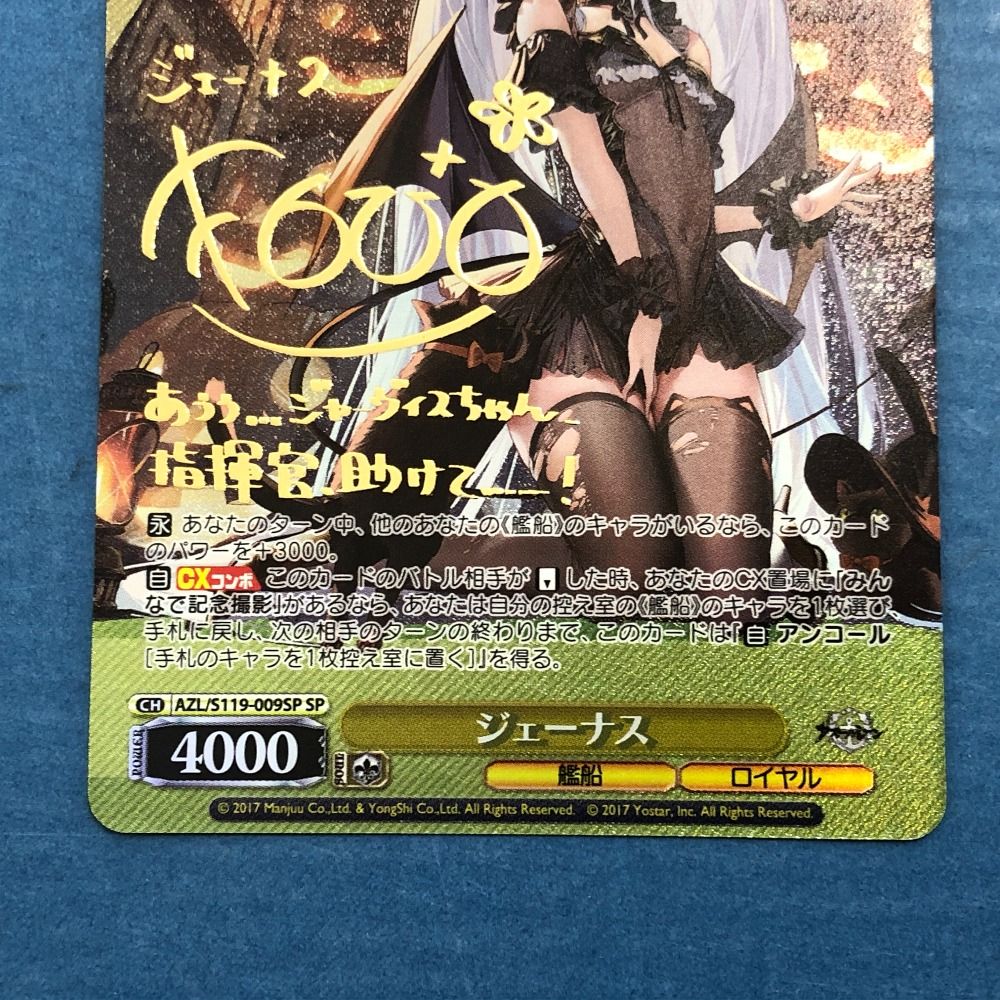 ジェーナス
あうう…ジャーヴィスちゃん、
指揮官、助けて……!
永 あなたのターン中、他のあなたの《艦船》のキャラがいるなら、このカード
のパワーを+3000。
自 CXコンボ このカードのバトル相手が した時、あなたのCX置場に「みん
なで記念撮影」があるなら、あなたは自分の控え室の《艦船》のキャラを1枚選び
手札に戻し、次の相手のターンの終わりまで、このカードは『自 アンコール
[手札のキャラを1枚控え室に置く]』を得る。
CH AZL/S119-009SP SP
POWER 4000 SOUL ジェーナス
艦船 ロイヤル
© 2017 Manjuu Co.,Ltd. & YongShi Co.,Ltd. All Rights Reserved. © 2017 Yostar, Inc. All Rights Reserved.